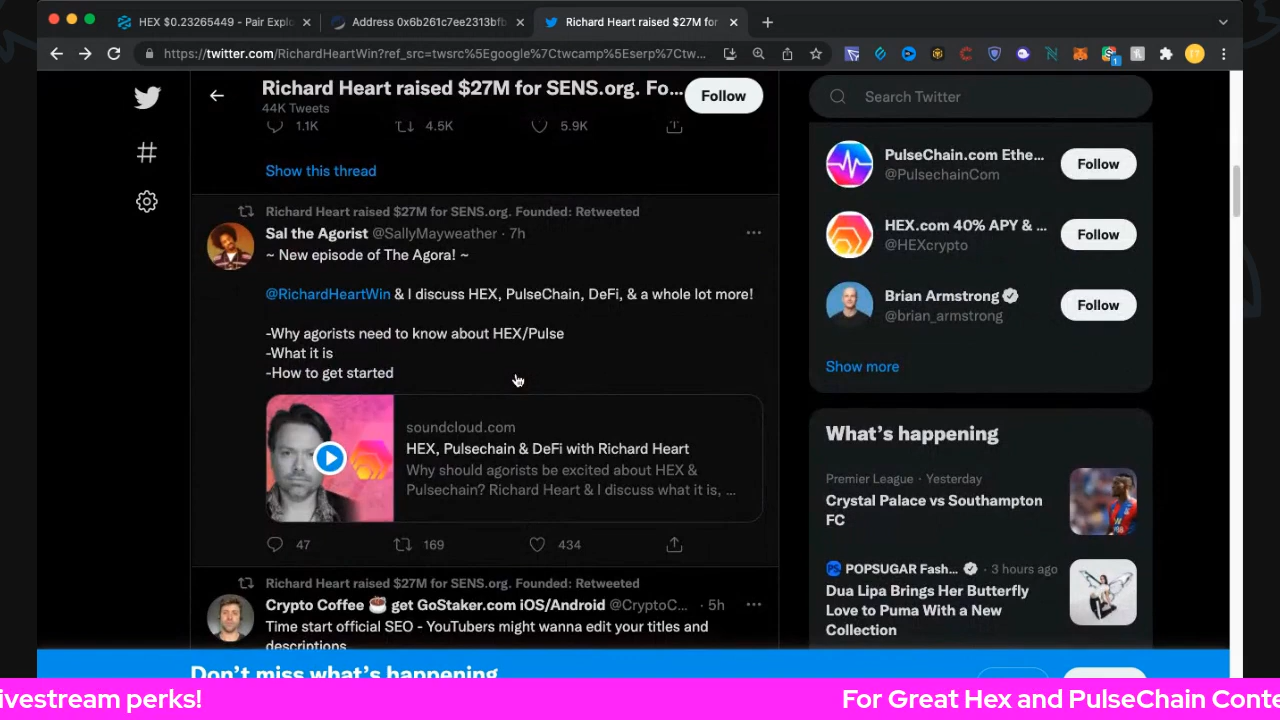 HEX $0.23265449 - Pair Explo
Address 0x6b261c7ee2313bfb
Richard Heart raised $27M for
https://twitter.com/RichardHeartWin?ref_src=twsrc%5Egoogle%7Ctwcamp%5Eserp%7Ctw...
Richard Heart raised $27M for SENS.org. Fo...
44K Tweets
Follow
1.1K 4.5K 5.9K
Show this thread
Richard Heart raised $27M for SENS.org. Founded: Retweeted
Sal the Agorist @SallyMayweather · 7h
~ New episode of The Agora! ~
@RichardHeartWin & I discuss HEX, PulseChain, DeFi, & a whole lot more!
-Why agorists need to know about HEX/Pulse
-What it is
-How to get started
soundcloud.com
HEX, Pulsechain & DeFi with Richard Heart
Why should agorists be excited about HEX &
Pulsechain? Richard Heart & I discuss what it is, ...
47 169 434
Richard Heart raised $27M for SENS.org. Founded: Retweeted
Crypto Coffee ☕ get GoStaker.com iOS/Android @CryptoC... · 5h
Time start official SEO - YouTubers might wanna edit your titles and
descriptions
Search Twitter
PulseChain.com Ethe...
@PulsechainCom
Follow
HEX.com 40% APY & ...
@HEXcrypto
Follow
Brian Armstrong
@brian_armstrong
Follow
Show more
What's happening
Premier League · Yesterday
Crystal Palace vs Southampton
FC
POPSUGAR Fash... · 3 hours ago
Dua Lipa Brings Her Butterfly
Love to Puma With a New
Collection
Don't miss what's happening
ivestream perks!
For Great Hex and PulseChain Conte